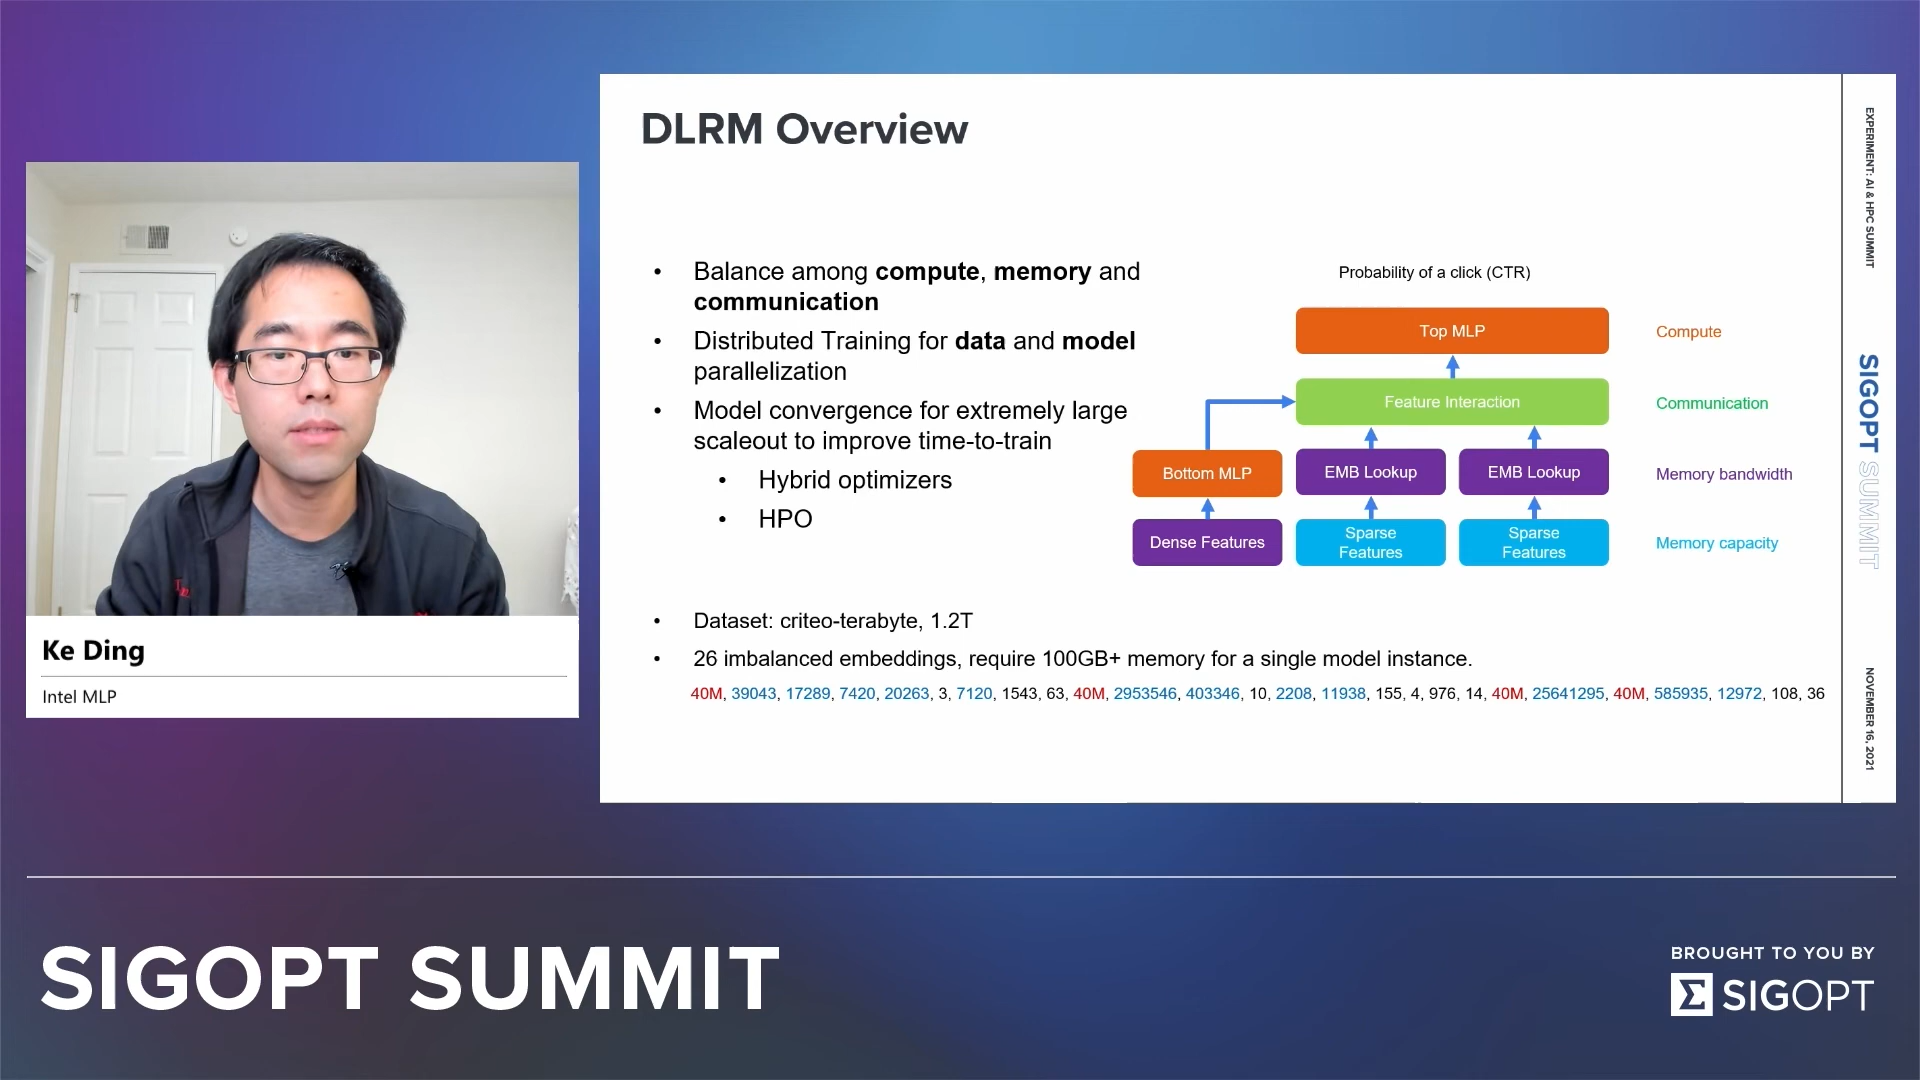 DLRM Overview
• Balance among compute, memory and
communication
• Distributed Training for data and model
parallelization
• Model convergence for extremely large
scaleout to improve time-to-train
• Hybrid optimizers
• HPO
Probability of a click (CTR)
Top MLP
Compute
Feature Interaction
Communication
Bottom MLP
EMB Lookup
EMB Lookup
Memory bandwidth
Dense Features
Sparse
Features
Sparse
Features
Memory capacity
• Dataset: criteo-terabyte, 1.2T
• 26 imbalanced embeddings, require 100GB+ memory for a single model instance.
40M, 39043, 17289, 7420, 20263, 3, 7120, 1543, 63, 40M, 2953546, 403346, 10, 2208, 11938, 155, 4, 976, 14, 40M, 25641295, 40M, 585935, 12972, 108, 36
EXPERIMENT: AI & HPC SUMMIT
SIGOPT SUMMIT
NOVEMBER 16, 2021
Ke Ding
Intel MLP
SIGOPT SUMMIT
BROUGHT TO YOU BY
SIGOPT